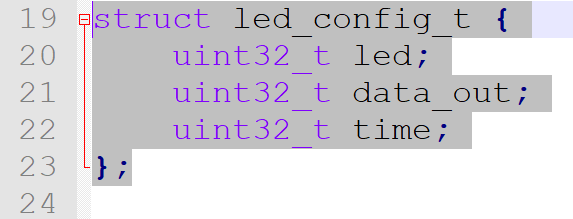 19 struct led_config_t {
20     uint32_t led;
21     uint32_t data_out;
22     uint32_t time;
23 };
24